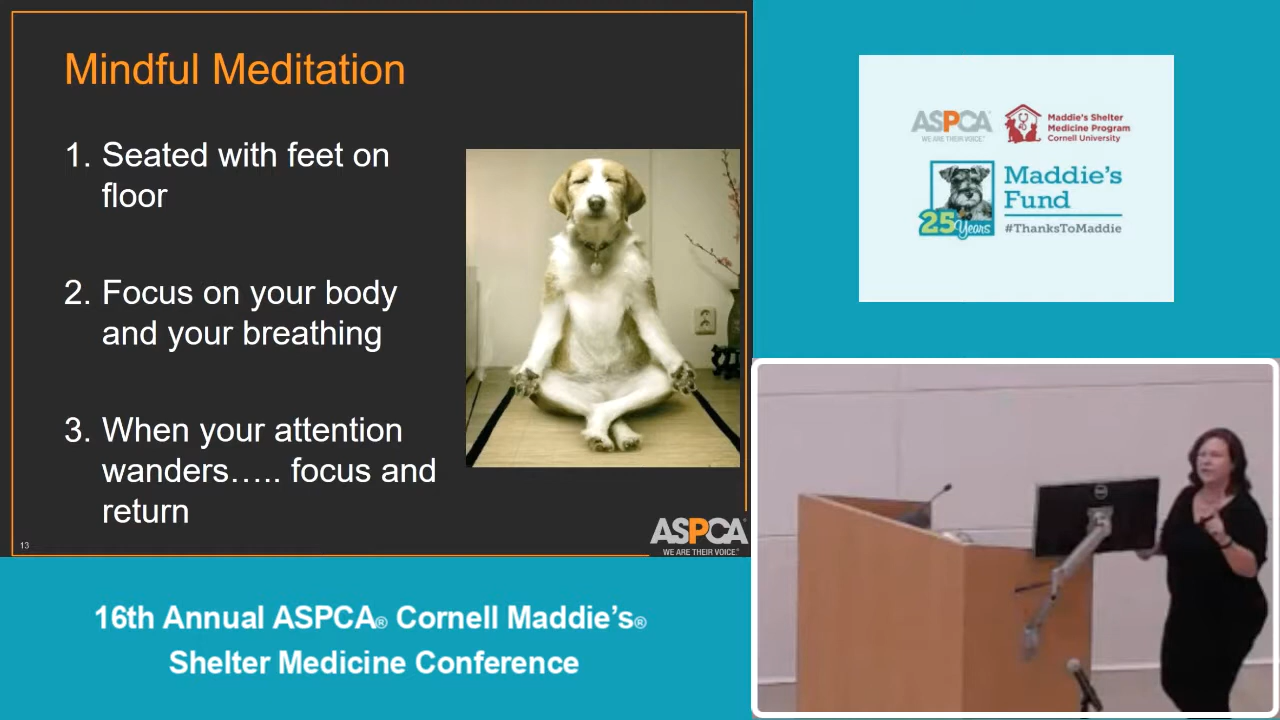 Mindful Meditation
1. Seated with feet on
floor
2. Focus on your body
and your breathing
3. When your attention
wanders….. focus and
return
13
ASPCA®
WE ARE THEIR VOICE.®
ASPCA®
WE ARE THEIR VOICE.®
Maddie's Shelter
Medicine Program
Cornell University
25 Years
Maddie's
Fund
#ThanksToMaddie
DELL
16th Annual ASPCA® Cornell Maddie's®
Shelter Medicine Conference